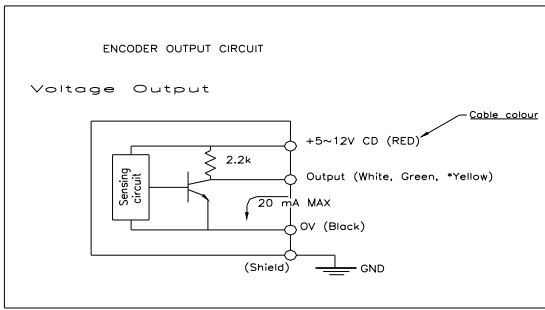 ENCODER OUTPUT CIRCUIT
Voltage Output
Cable colour
+5~12V CD (RED)
2.2k
Sensing
circuit
Output (White, Green, *Yellow)
20 mA MAX
0V (Black)
(Shield)
GND